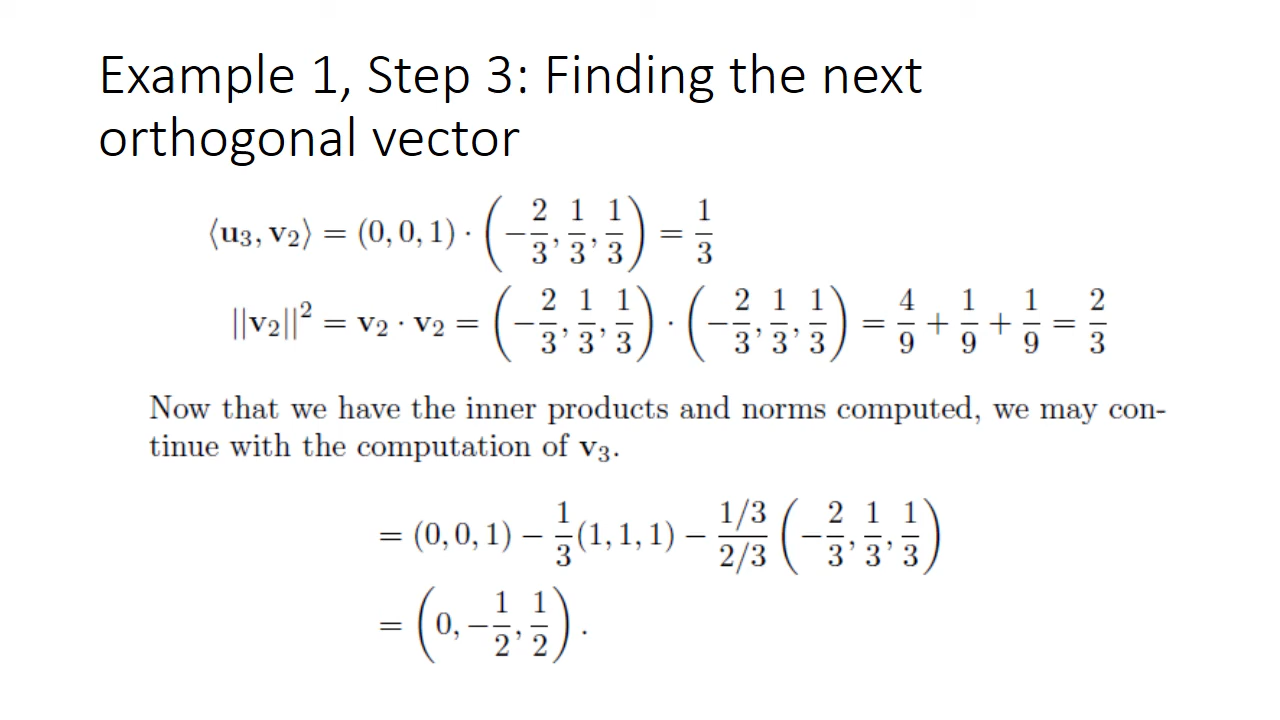 Example 1, Step 3: Finding the next
orthogonal vector
⟨u₃, v₂⟩ = (0, 0, 1) · (−2/3, 1/3, 1/3) = 1/3
||v₂||² = v₂ · v₂ = (−2/3, 1/3, 1/3) · (−2/3, 1/3, 1/3) = 4/9 + 1/9 + 1/9 = 2/3
Now that we have the inner products and norms computed, we may con-
tinue with the computation of v₃.
= (0, 0, 1) − 1/3(1, 1, 1) − (1/3)/(2/3) (−2/3, 1/3, 1/3)
= (0, −1/2, 1/2).